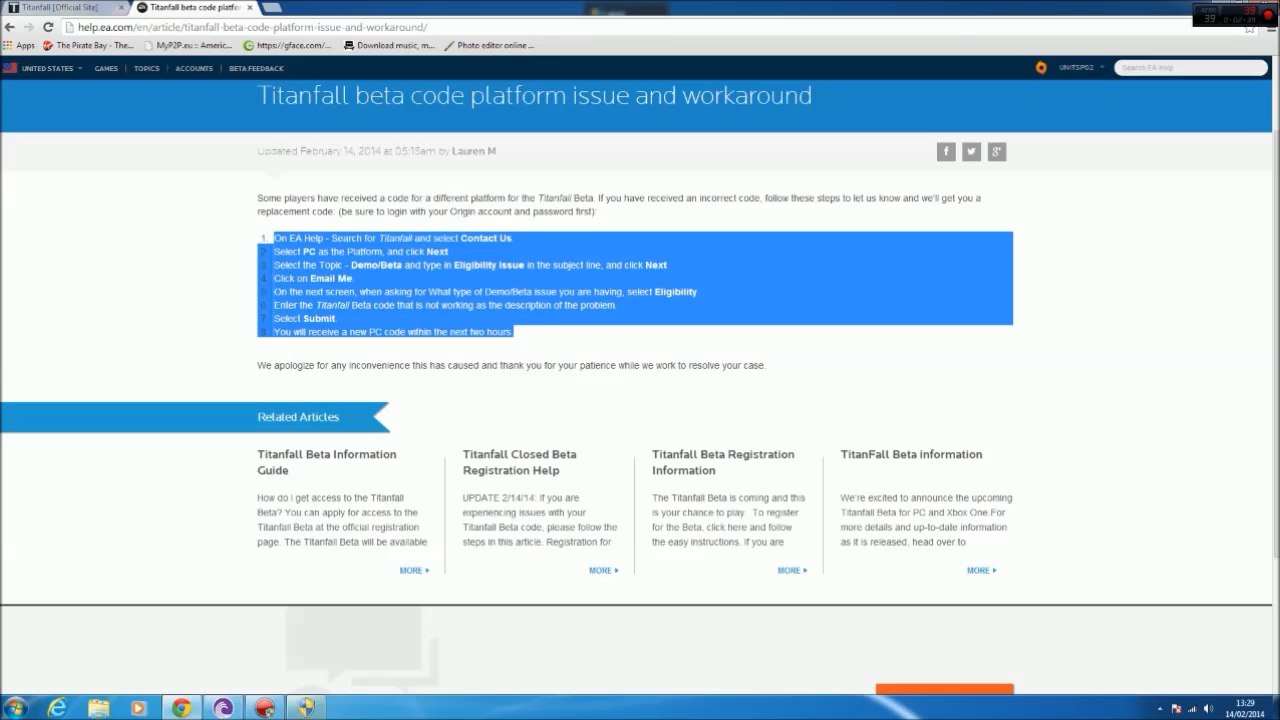 Titanfall [Official Site]
Titanfall beta code platfor
help.ea.com/en/article/titanfall-beta-code-platform-issue-and-workaround/
Apps The Pirate Bay - The... MyP2P.eu :: Americ... https://gface.com/... Download music, m... Photo editor online ...
39
39
0:02:39
UNITED STATES GAMES TOPICS ACCOUNTS BETA FEEDBACK
Search EA Help
Titanfall beta code platform issue and workaround
Updated February 14, 2014 at 05:15am by Lauren M
Some players have received a code for a different platform for the Titanfall Beta. If you have received an incorrect code, follow these steps to let us know and we'll get you a
replacement code: (be sure to login with your Origin account and password first):
1. On EA Help - Search for Titanfall and select Contact Us.
2. Select PC as the Platform, and click Next
3. Select the Topic - Demo/Beta and type in Eligibility Issue in the subject line, and click Next
4. Click on Email Me.
5. On the next screen, when asking for What type of Demo/Beta issue you are having, select Eligibility
6. Enter the Titanfall Beta code that is not working as the description of the problem.
7. Select Submit.
8. You will receive a new PC code within the next two hours.
We apologize for any inconvenience this has caused and thank you for your patience while we work to resolve your case.
Related Articles
Titanfall Beta Information
Guide
How do I get access to the Titanfall
Beta? You can apply for access to the
Titanfall Beta at the official registration
page. The Titanfall Beta will be available
MORE
Titanfall Closed Beta
Registration Help
UPDATE 2/14/14: If you are
experiencing issues with your
Titanfall Beta code, please follow the
steps in this article. Registration for
MORE
Titanfall Beta Registration
Information
The Titanfall Beta is coming and this
is your chance to play. To register
for the Beta, click here and follow
the easy instructions. If you are
MORE
TitanFall Beta information
We're excited to announce the upcoming
Titanfall Beta for PC and Xbox One.For
more details and up-to-date information
as it is released, head over to
MORE
13:29
14/02/2014